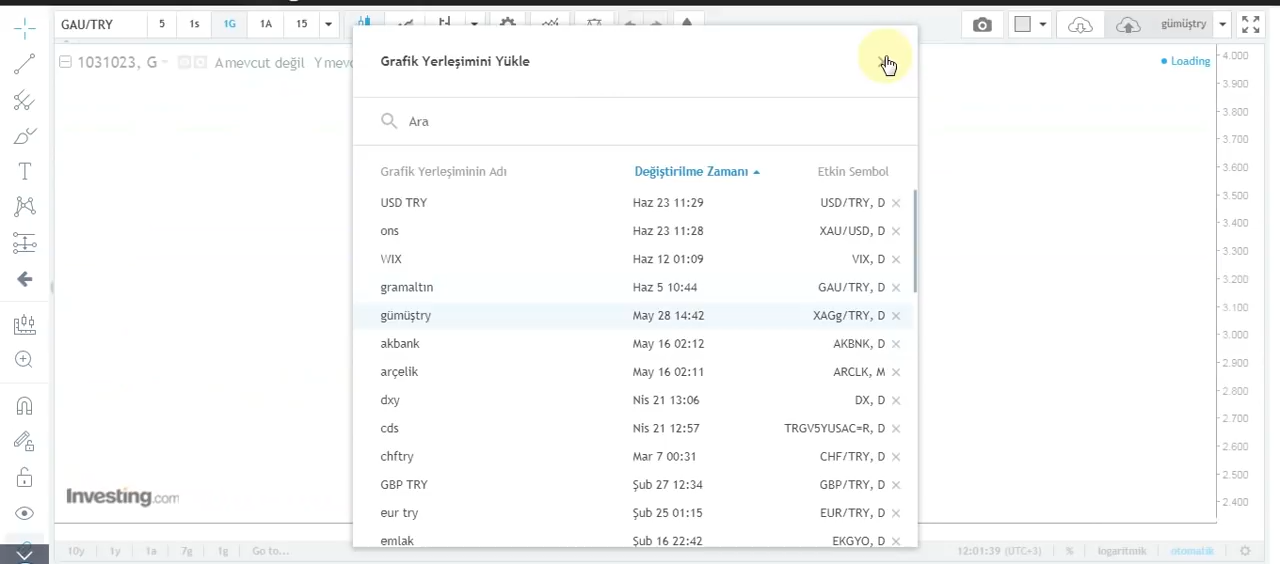 GAU/TRY 5 1s 1G 1A 15 gümüştry
1031023, G A mevcut değil Y mevc
Loading
Grafik Yerleşimini Yükle
Ara
Grafik Yerleşiminin Adı Değiştirilme Zamanı Etkin Sembol
USD TRY Haz 23 11:29 USD/TRY, D
ons Haz 23 11:28 XAU/USD, D
WIX Haz 12 01:09 VIX, D
gramaltın Haz 5 10:44 GAU/TRY, D
gümüştry May 28 14:42 XAGg/TRY, D
akbank May 16 02:12 AKBNK, D
arçelik May 16 02:11 ARCLK, M
dxy Nis 21 13:06 DX, D
cds Nis 21 12:57 TRGV5YUSAC=R, D
chftry Mar 7 00:31 CHF/TRY, D
GBP TRY Şub 27 12:34 GBP/TRY, D
eur try Şub 25 01:15 EUR/TRY, D
emlak Şub 16 22:42 EKGYO, D
4.000
3.900
3.800
3.700
3.600
3.500
3.400
3.300
3.200
3.100
3.000
2.900
2.800
2.700
2.600
2.500
2.400
Investing.com
10y 1y 1a 7g 1g Go to... 12:01:39 (UTC+3) % logaritmik otomatik